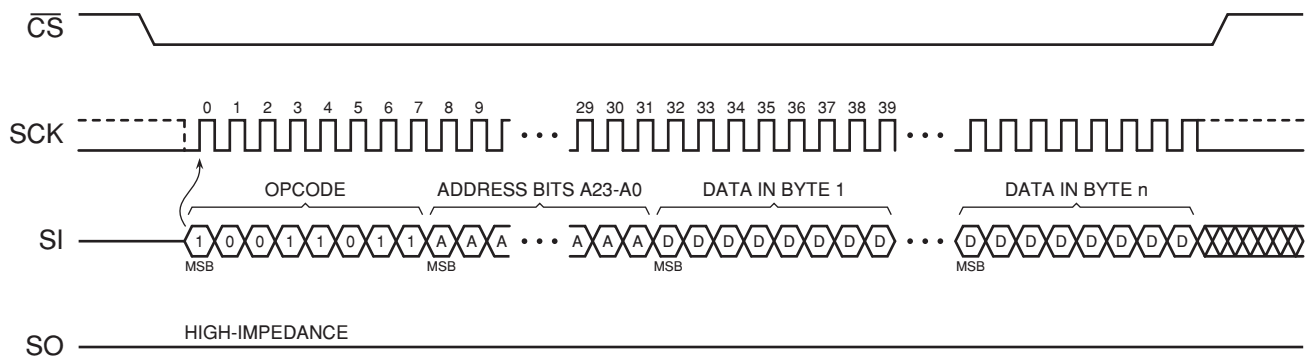 CS
0 1 2 3 4 5 6 7 8 9 29 30 31 32 33 34 35 36 37 38 39
SCK
OPCODE ADDRESS BITS A23-A0 DATA IN BYTE 1 DATA IN BYTE n
SI 1 0 0 1 1 0 1 1 A A A A A A D D D D D D D D D D D D D D D D
MSB MSB MSB MSB
HIGH-IMPEDANCE
SO